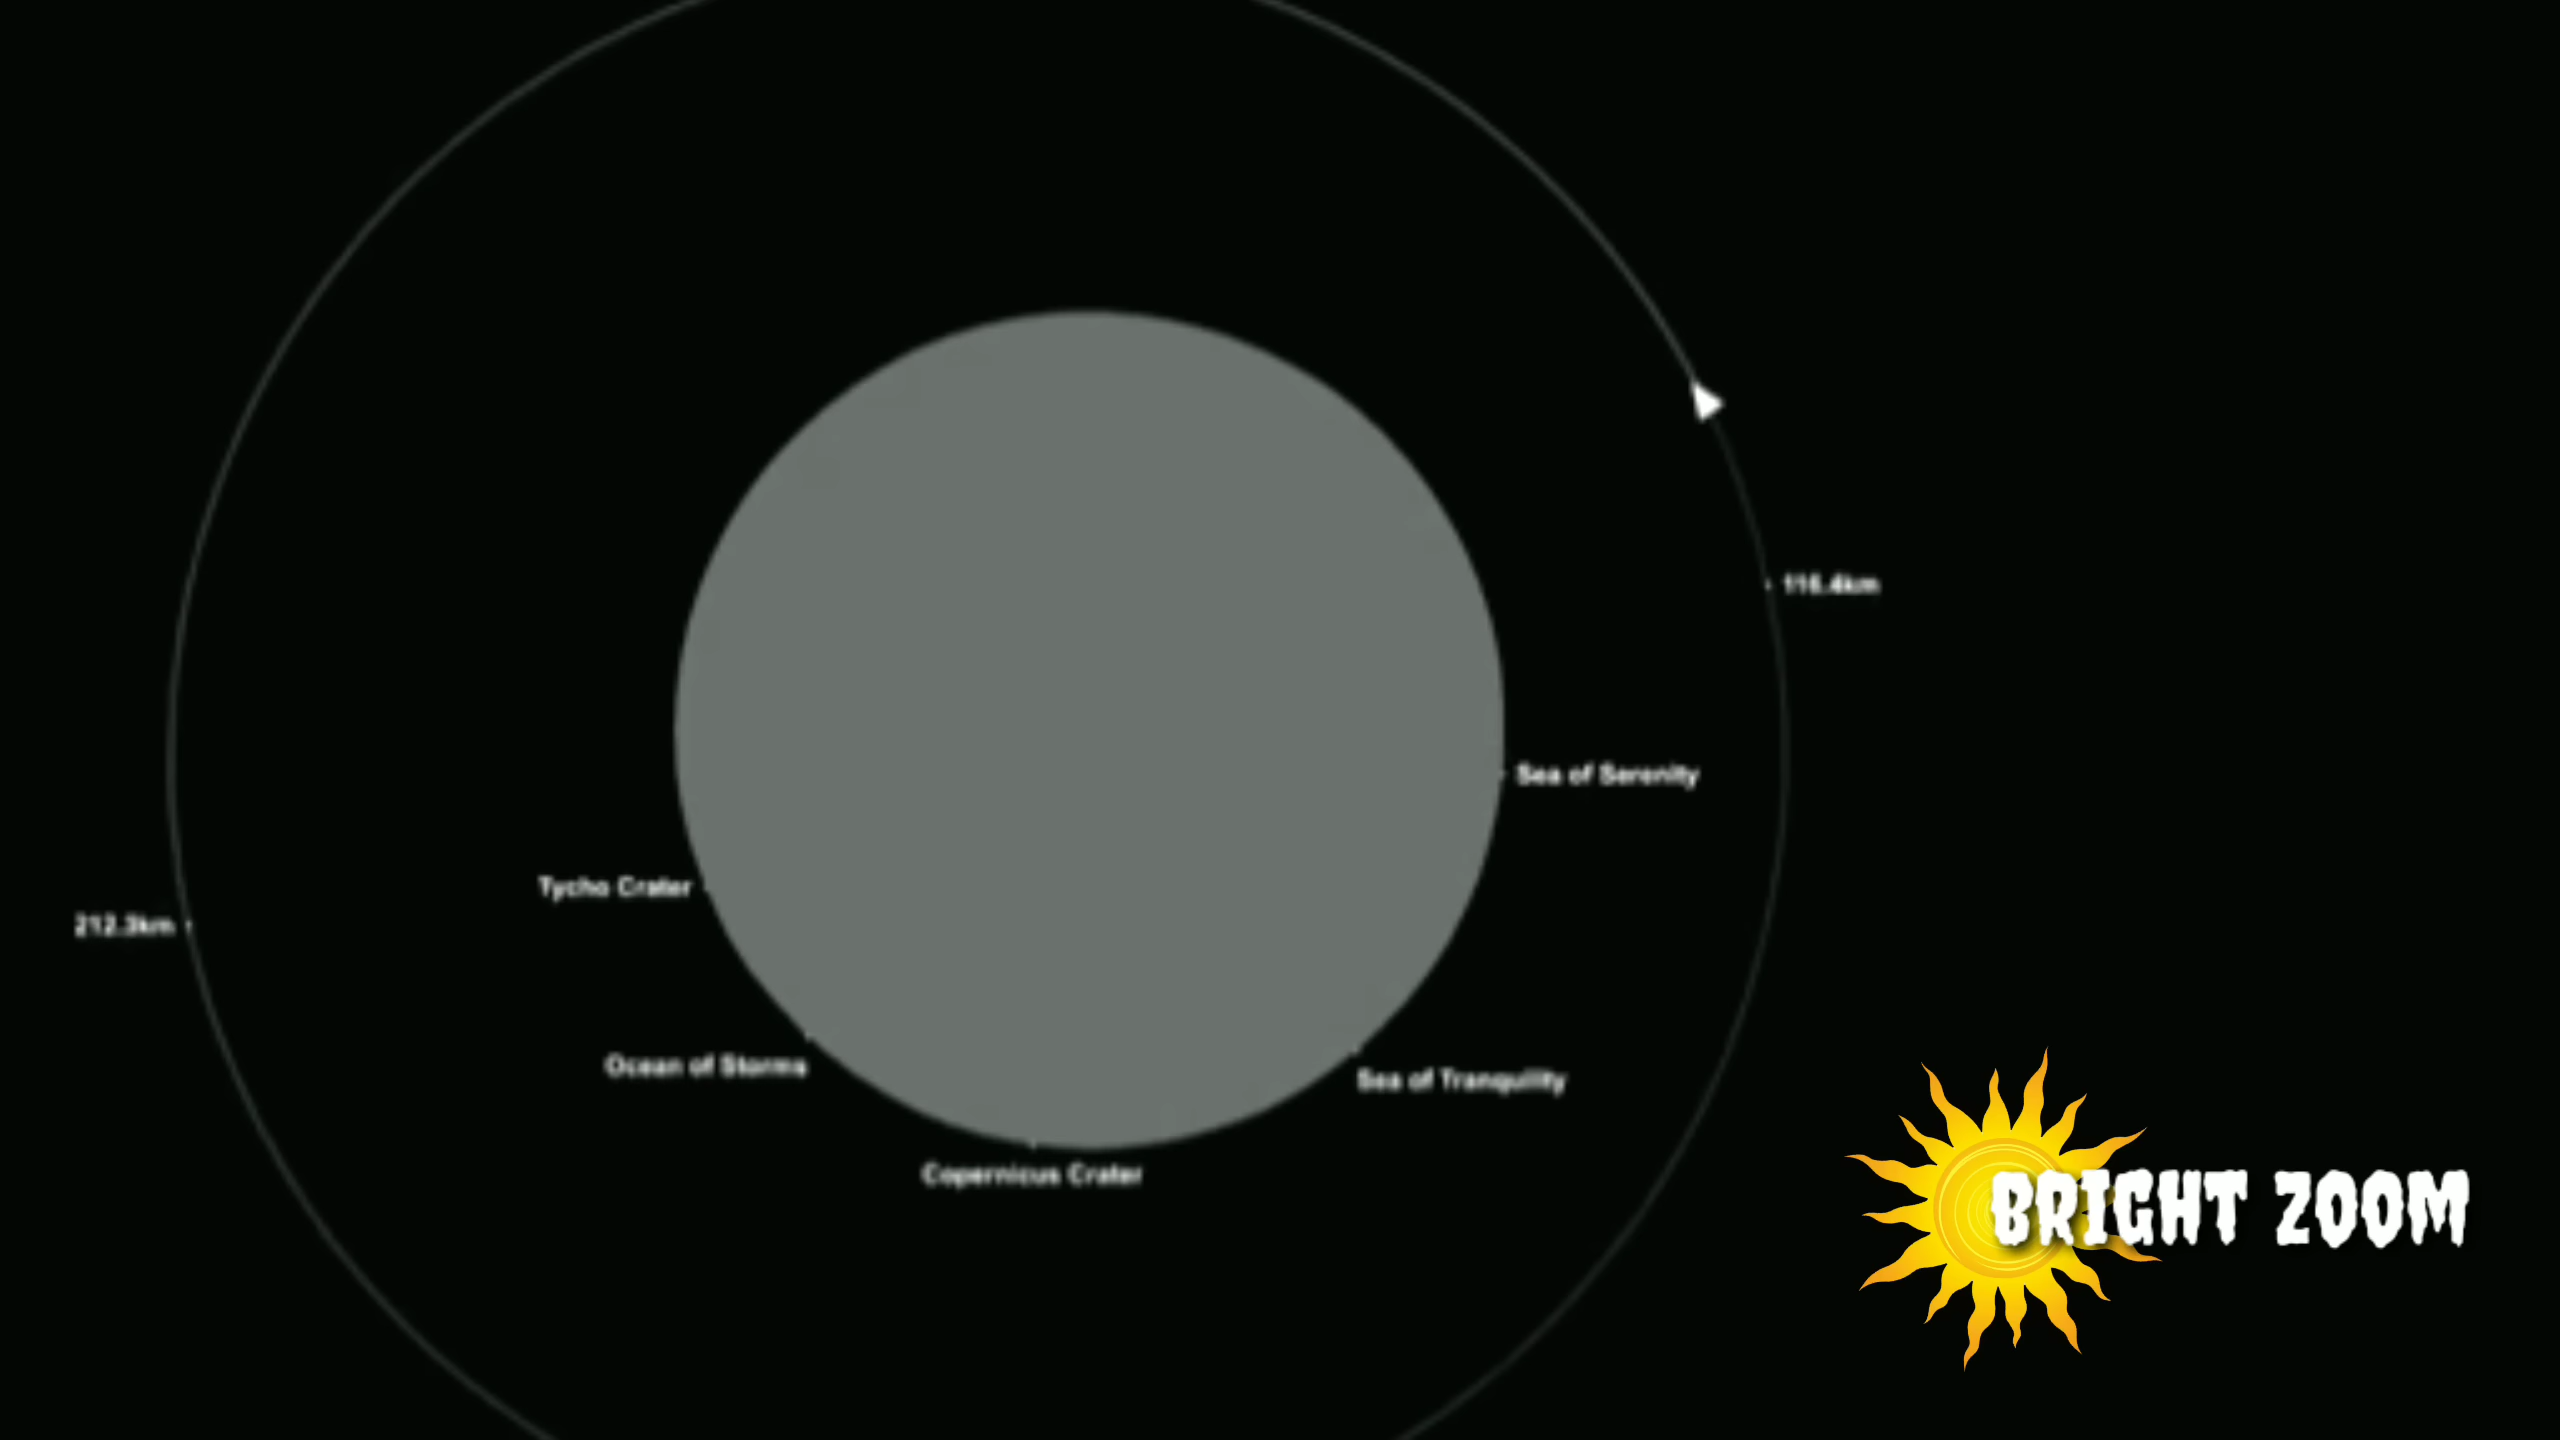 116.4km
Sea of Serenity
Tycho Crater
212.3km
Ocean of Storms
Sea of Tranquility
Copernicus Crater
BRIGHT ZOOM